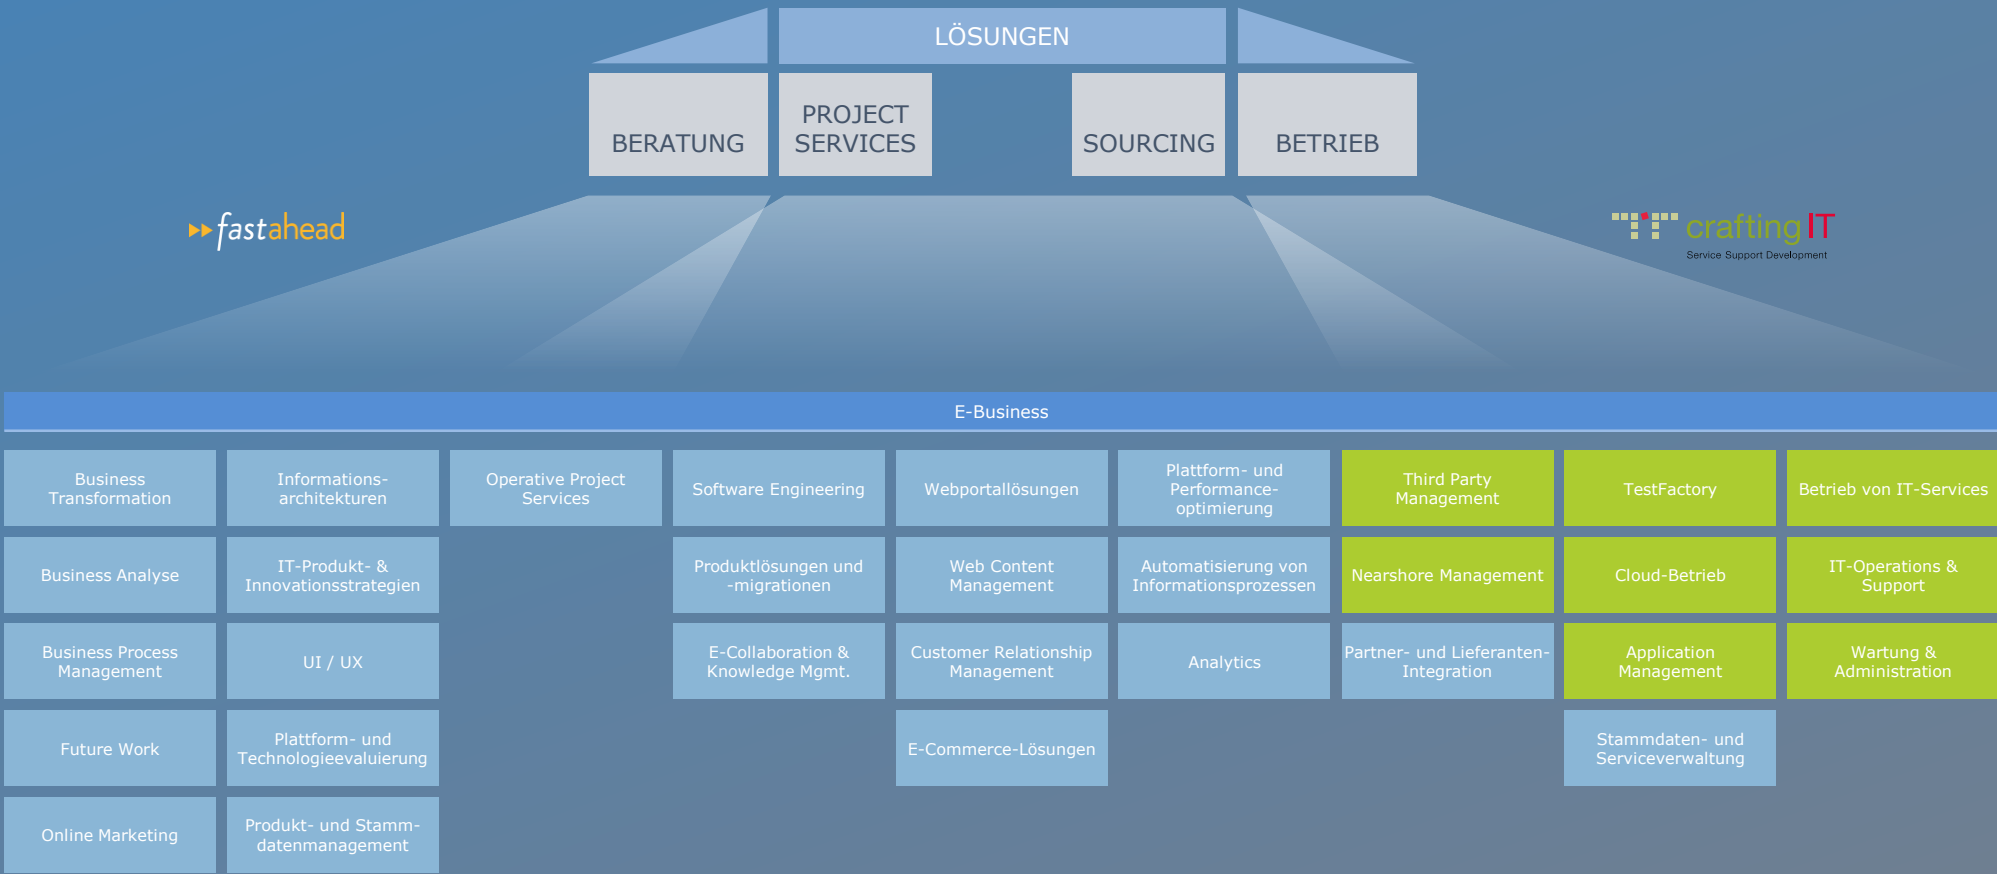 LÖSUNGEN
BERATUNG
PROJECT
SERVICES
SOURCING
BETRIEB
fastahead
crafting IT
Service Support Development
E-Business
Business
Transformation
Informations-
architekturen
Operative Project
Services
Software Engineering
Webportallösungen
Plattform- und
Performance-
optimierung
Third Party
Management
TestFactory
Betrieb von IT-Services
Business Analyse
IT-Produkt- &
Innovationsstrategien
Produktlösungen und
-migrationen
Web Content
Management
Automatisierung von
Informationsprozessen
Nearshore Management
Cloud-Betrieb
IT-Operations &
Support
Business Process
Management
UI / UX
E-Collaboration &
Knowledge Mgmt.
Customer Relationship
Management
Analytics
Partner- und Lieferanten-
Integration
Application
Management
Wartung &
Administration
Future Work
Plattform- und
Technologieevaluierung
E-Commerce-Lösungen
Stammdaten- und
Serviceverwaltung
Online Marketing
Produkt- und Stamm-
datenmanagement